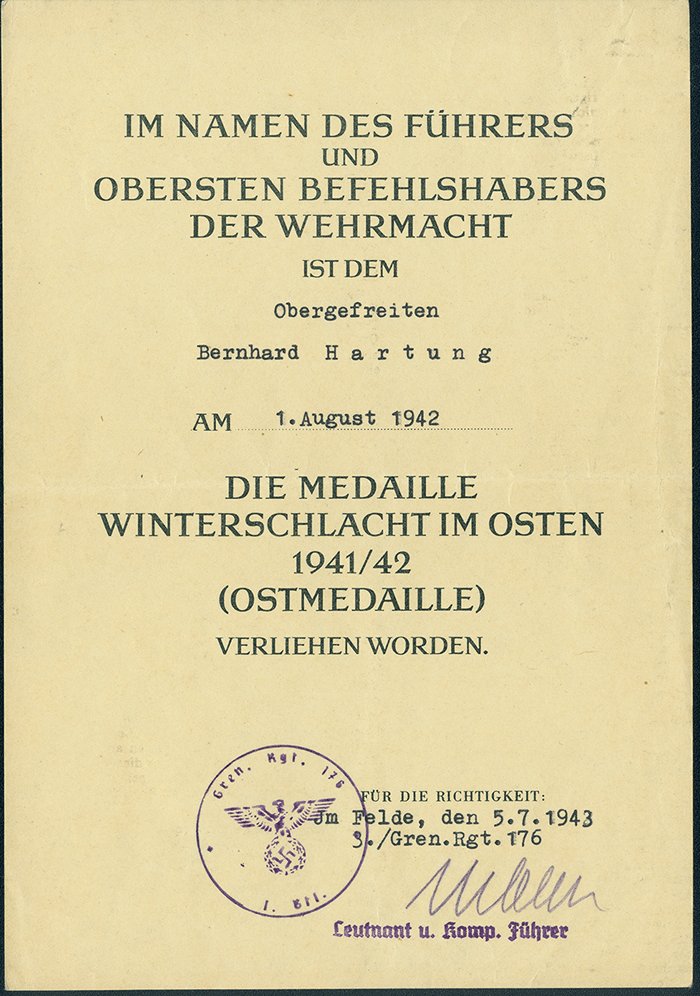 IM NAMEN DES FÜHRERS
UND
OBERSTEN BEFEHLSHABERS
DER WEHRMACHT
IST DEM
Obergefreiten
Bernhard H a r t u n g
AM 1.August 1942
DIE MEDAILLE
WINTERSCHLACHT IM OSTEN
1941/42
(OSTMEDAILLE)
VERLIEHEN WORDEN.
Gren. Rgt. 176
I. Btl.
FÜR DIE RICHTIGKEIT:
Jm Felde, den 5.7.1943
3./Gren.Rgt.176
Leutnant u. Komp. Führer